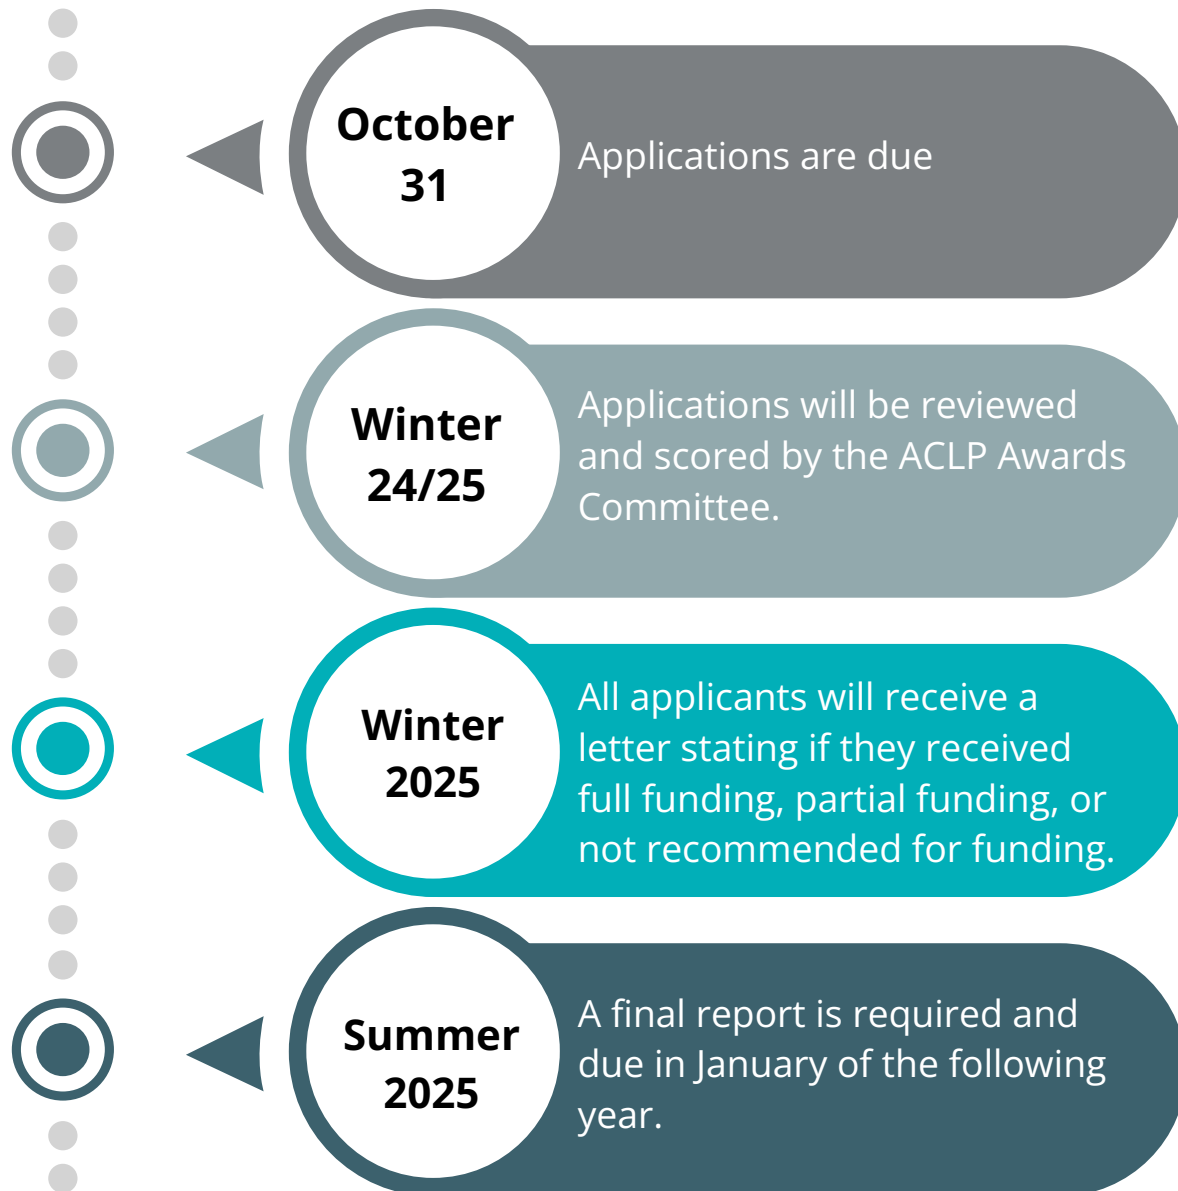 October
31
Applications are due
Winter
24/25
Applications will be reviewed
and scored by the ACLP Awards
Committee.
Winter
2025
All applicants will receive a
letter stating if they received
full funding, partial funding, or
not recommended for funding.
Summer
2025
A final report is required and
due in January of the following
year.